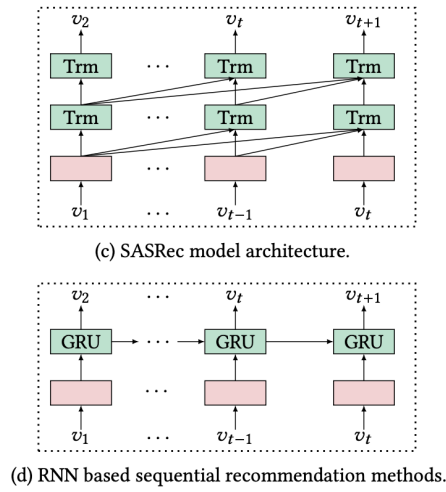 v2 vt vt+1
Trm ... Trm Trm
Trm ... Trm Trm
...
v1 ... vt−1 vt
(c) SASRec model architecture.
v2 ... vt vt+1
GRU ... GRU GRU
...
v1 ... vt−1 vt
(d) RNN based sequential recommendation methods.